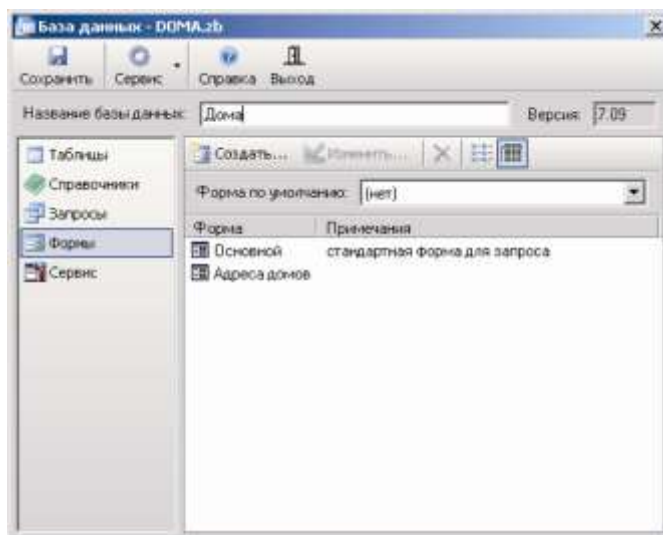 База данных - DOMA.zb
Сохранить Сервис Справка Выход
Название базы данных: Дома Версия: 7.09
Таблицы
Справочники
Запросы
Формы
Сервис
Создать... Изменить...
Форма по умолчанию: (нет)
Форма Примечания
Основной стандартная форма для запроса
Адреса домов